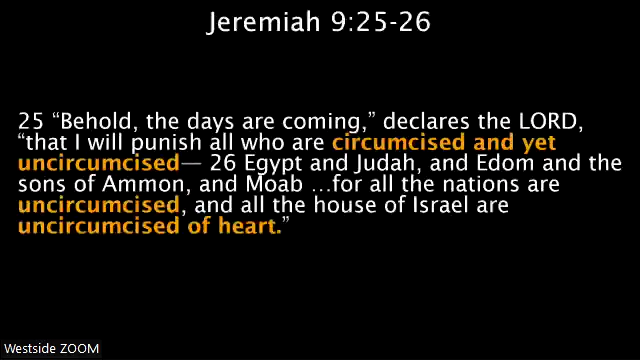 Jeremiah 9:25-26
25 “Behold, the days are coming,” declares the LORD,
“that I will punish all who are circumcised and yet
uncircumcised— 26 Egypt and Judah, and Edom and the
sons of Ammon, and Moab …for all the nations are
uncircumcised, and all the house of Israel are
uncircumcised of heart.”
Westside ZOOM